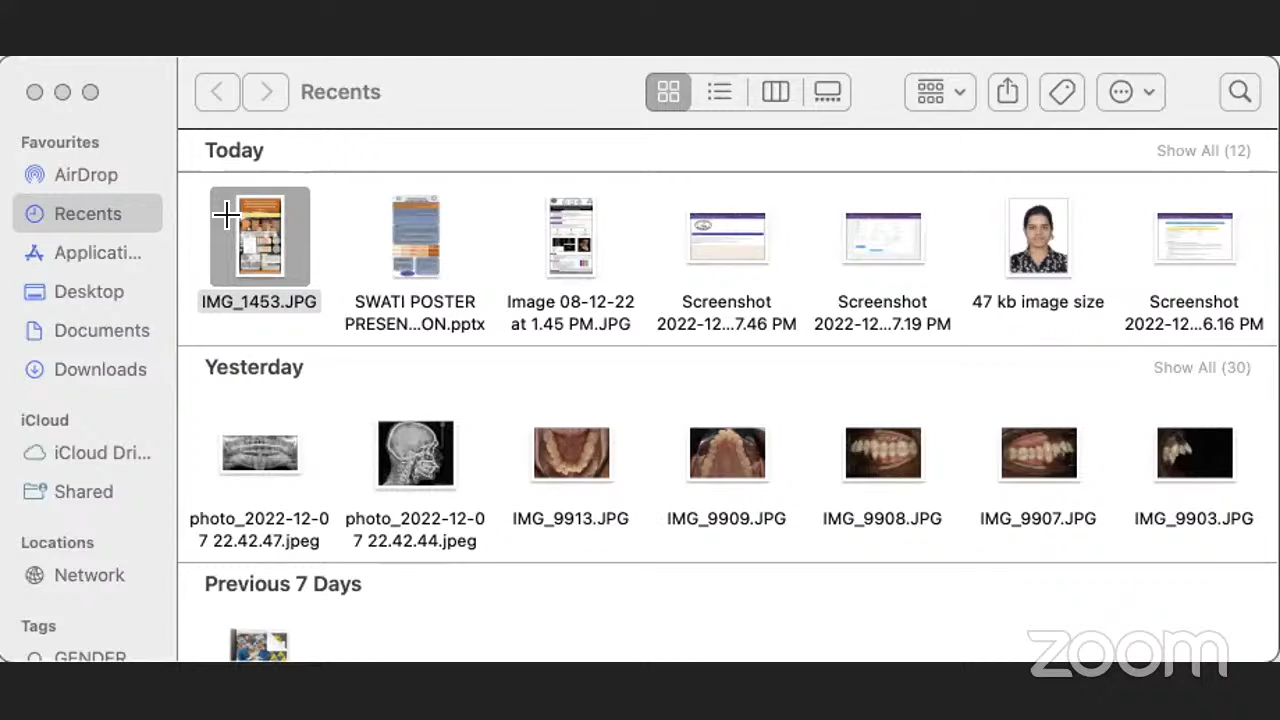 Recents
Favourites
AirDrop
Recents
Applicati...
Desktop
Documents
Downloads
iCloud
iCloud Dri...
Shared
Locations
Network
Tags
GENDER
Today
Show All (12)
IMG_1453.JPG
SWATI POSTER
PRESEN...ON.pptx
Image 08-12-22
at 1.45 PM.JPG
Screenshot
2022-12...7.46 PM
Screenshot
2022-12...7.19 PM
47 kb image size
Screenshot
2022-12...6.16 PM
Yesterday
Show All (30)
photo_2022-12-0
7 22.42.47.jpeg
photo_2022-12-0
7 22.42.44.jpeg
IMG_9913.JPG
IMG_9909.JPG
IMG_9908.JPG
IMG_9907.JPG
IMG_9903.JPG
Previous 7 Days
zoom